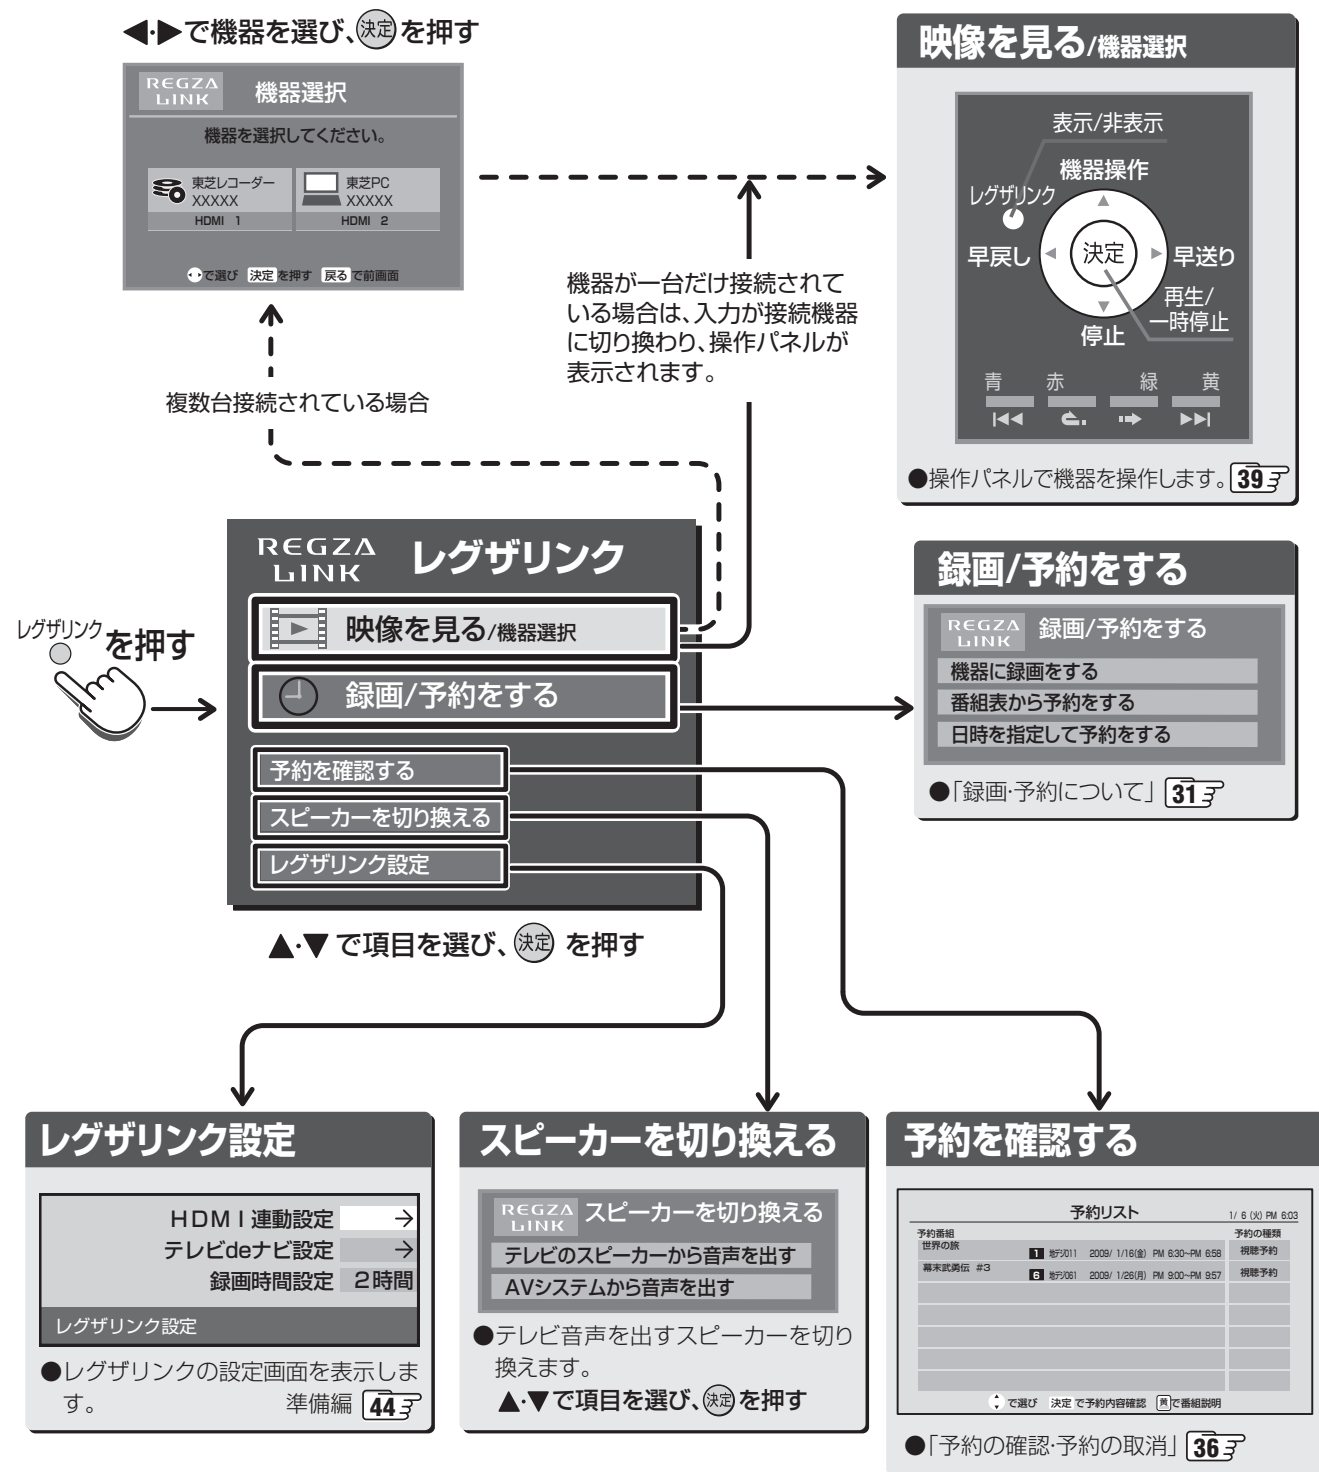 ◀・▶で機器を選び、決定を押す
REGZA LINK 機器選択
機器を選択してください。
東芝レコーダー
XXXXX
HDMI 1
東芝PC
XXXXX
HDMI 2
で選び 決定を押す 戻るで前画面
複数台接続されている場合
機器が一台だけ接続されて
いる場合は、入力が接続機器
に切り換わり、操作パネルが
表示されます。
映像を見る/機器選択
表示/非表示
機器操作
レグザリンク
早戻し
決定
早送り
再生/
一時停止
停止
青 赤 緑 黄
●操作パネルで機器を操作します。39
レグザリンク
を押す
REGZA LINK レグザリンク
映像を見る/機器選択
録画/予約をする
予約を確認する
スピーカーを切り換える
レグザリンク設定
▲・▼で項目を選び、決定 を押す
録画/予約をする
REGZA LINK 録画/予約をする
機器に録画をする
番組表から予約をする
日時を指定して予約をする
●「録画・予約について」31
レグザリンク設定
HDMI連動設定 →
テレビdeナビ設定 →
録画時間設定 2時間
レグザリンク設定
●レグザリンクの設定画面を表示しま
す。 準備編 44
スピーカーを切り換える
REGZA LINK スピーカーを切り換える
テレビのスピーカーから音声を出す
AVシステムから音声を出す
●テレビ音声を出すスピーカーを切り
換えます。
▲・▼で項目を選び、決定を押す
予約を確認する
予約リスト 1/ 6 (火) PM 6:03
予約番組 予約の種類
世界の旅
1 地デジ011 2009/ 1/16(金) PM 6:30~PM 6:58 視聴予約
幕末武勇伝 #3
6 地デジ061 2009/ 1/26(月) PM 9:00~PM 9:57 視聴予約
で選び 決定で予約内容確認 黄で番組説明
●「予約の確認・予約の取消」36